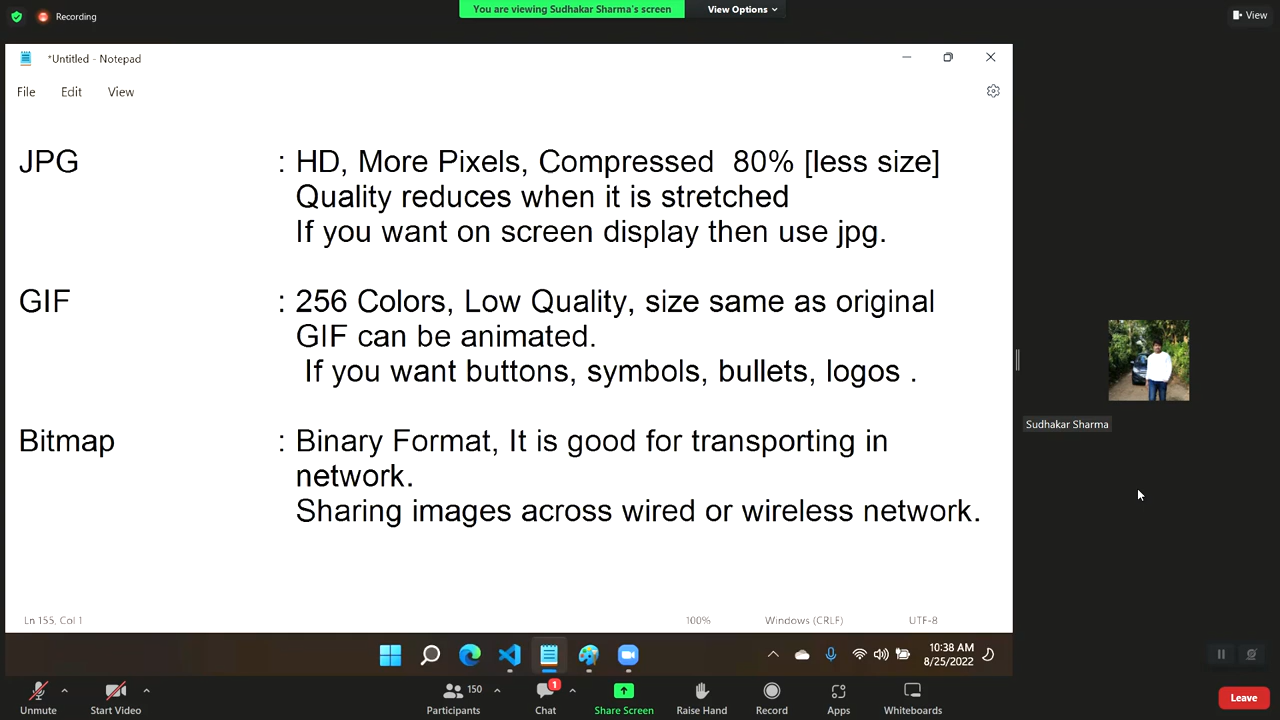 Recording
You are viewing Sudhakar Sharma's screen
View Options
View
*Untitled - Notepad
File Edit View
JPG : HD, More Pixels, Compressed 80% [less size]
Quality reduces when it is stretched
If you want on screen display then use jpg.
GIF : 256 Colors, Low Quality, size same as original
GIF can be animated.
If you want buttons, symbols, bullets, logos .
Bitmap : Binary Format, It is good for transporting in
network.
Sharing images across wired or wireless network.
Sudhakar Sharma
Ln 155, Col 1 100% Windows (CRLF) UTF-8
10:38 AM
8/25/2022
150
1
Unmute Start Video Participants Chat Share Screen Raise Hand Record Apps Whiteboards Leave